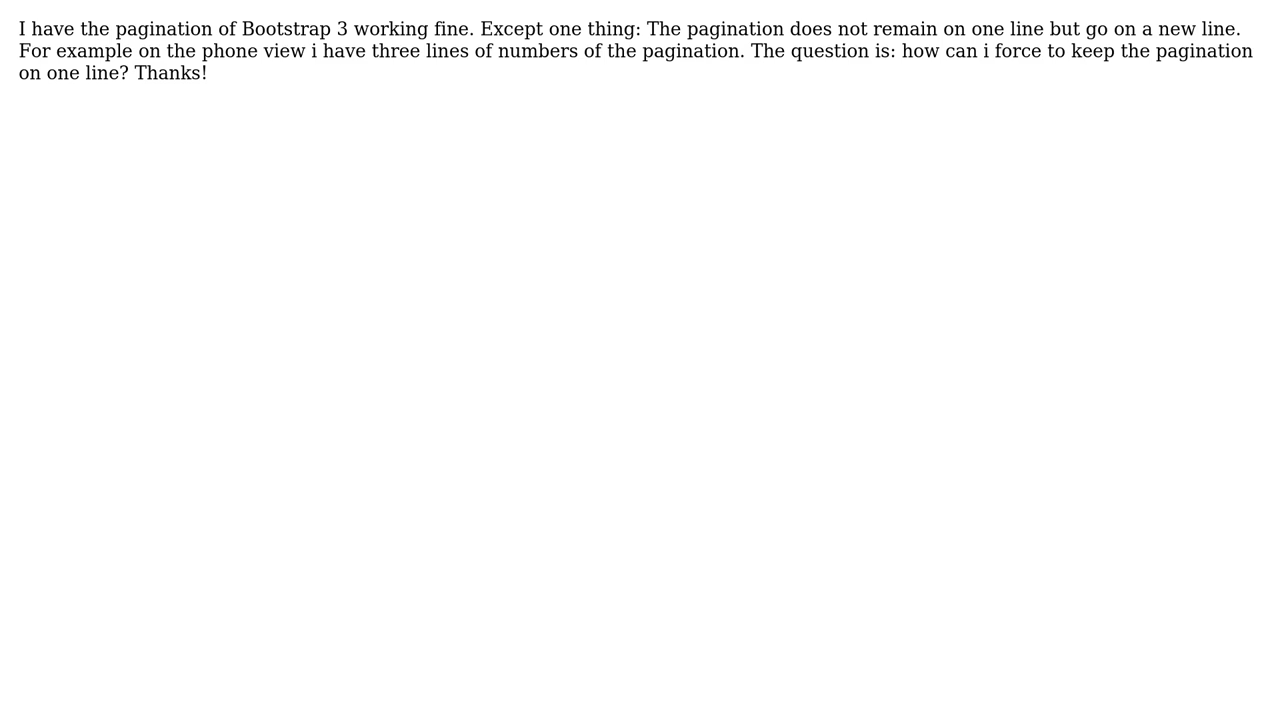 I have the pagination of Bootstrap 3 working fine. Except one thing: The pagination does not remain on one line but go on a new line.
For example on the phone view i have three lines of numbers of the pagination. The question is: how can i force to keep the pagination
on one line? Thanks!